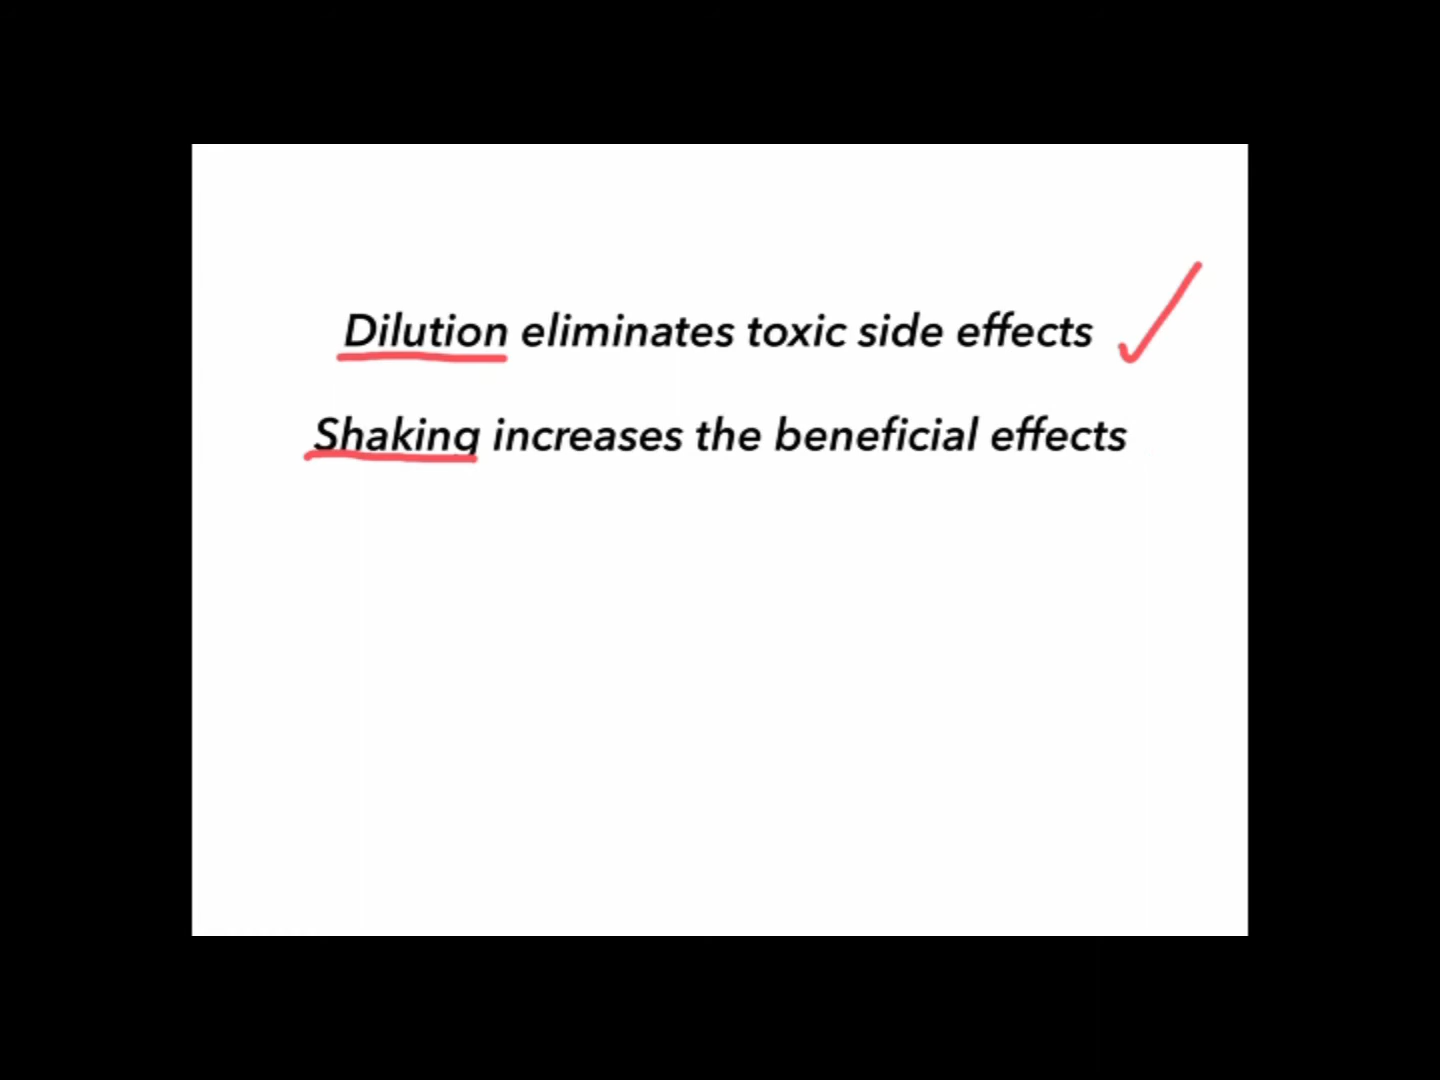 Dilution eliminates toxic side effects
Shaking increases the beneficial effects